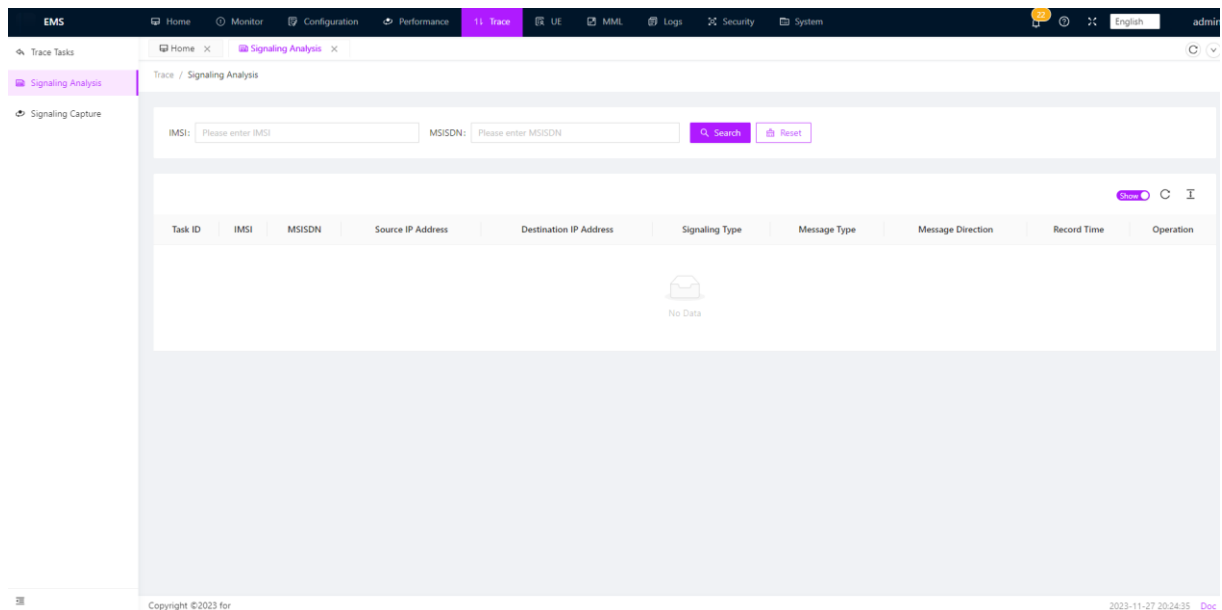 EMS Home Monitor Configuration Performance Trace UE MML Logs Security System 22 English admin
Trace Tasks
Signaling Analysis
Signaling Capture
Home Signaling Analysis
Trace / Signaling Analysis
IMSI: Please enter IMSI MSISDN: Please enter MSISDN Search Reset
Show
Task ID IMSI MSISDN Source IP Address Destination IP Address Signaling Type Message Type Message Direction Record Time Operation
No Data
Copyright ©2023 for 2023-11-27 20:24:35 Doc